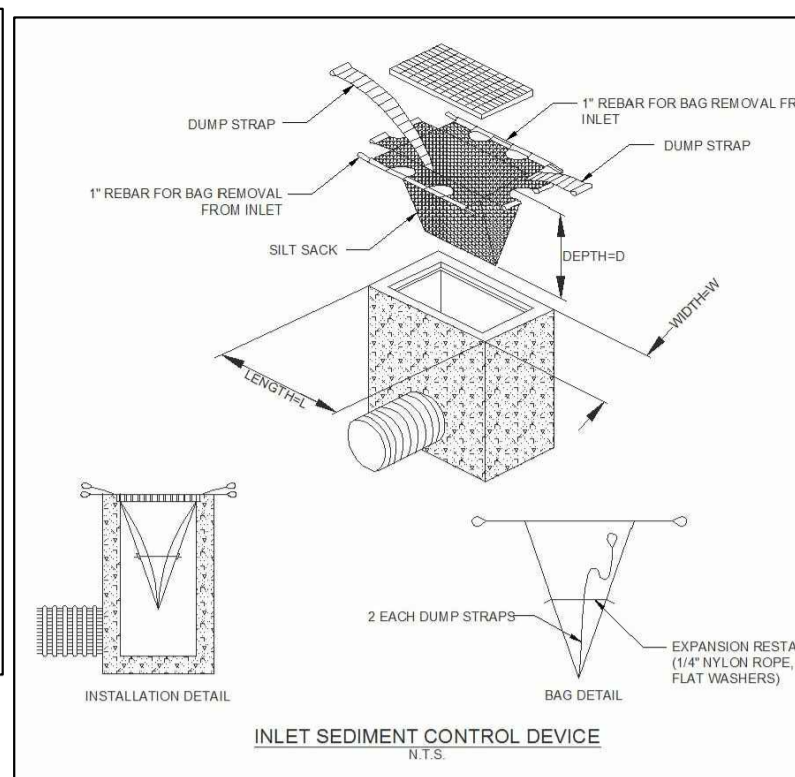 DUMP STRAP
1" REBAR FOR BAG REMOVAL FR
INLET
DUMP STRAP
1" REBAR FOR BAG REMOVAL
FROM INLET
SILT SACK
DEPTH=D
WIDTH=W
LENGTH=L
2 EACH DUMP STRAPS
EXPANSION RESTA
(1/4" NYLON ROPE,
FLAT WASHERS)
INSTALLATION DETAIL
BAG DETAIL
INLET SEDIMENT CONTROL DEVICE
N.T.S.